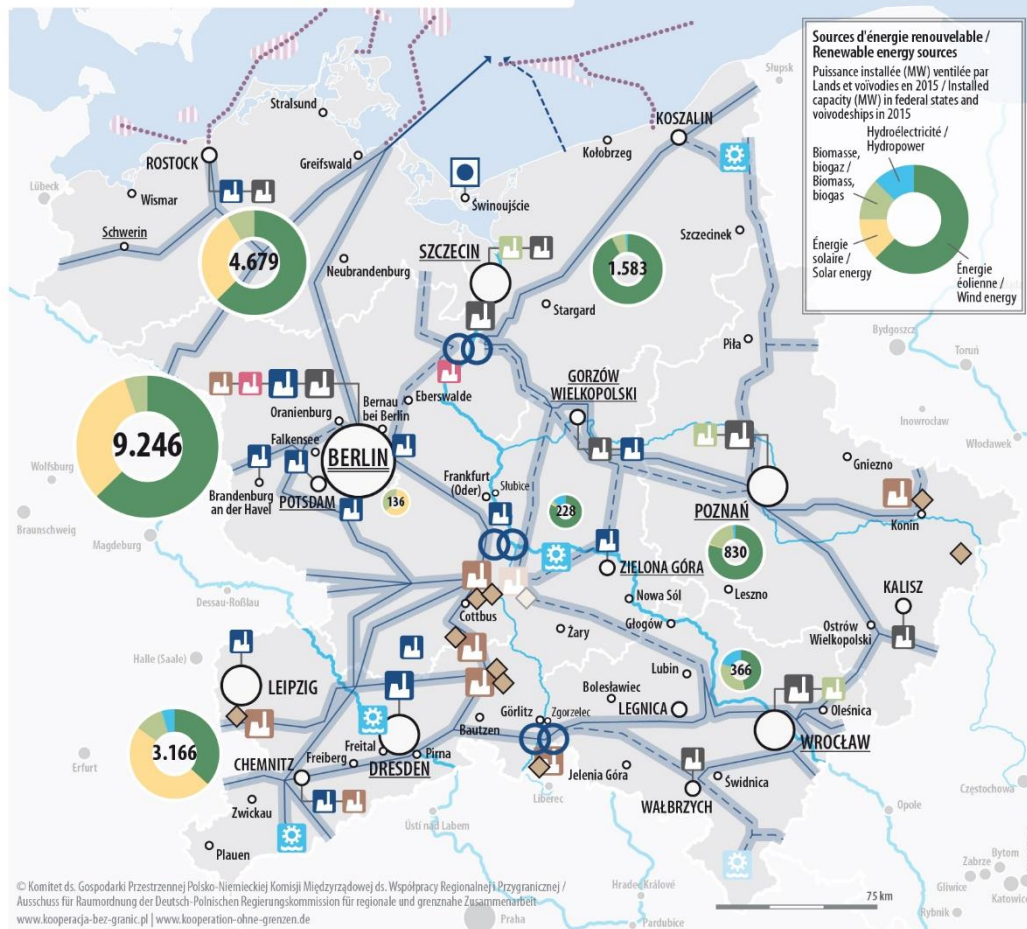 Sources d'énergie renouvelable /
Renewable energy sources
Puissance installée (MW) ventilée par
Lands et voïvodies en 2015 / Installed
capacity (MW) in federal states and
voivodeships in 2015
Hydroélectricité /
Hydropower
Biomasse,
biogaz /
Biomass,
biogas
Énergie
solaire /
Solar energy
Énergie
éolienne /
Wind energy
Słupsk
Stralsund
KOSZALIN
ROSTOCK
Greifswald
Kołobrzeg
Lübeck
Wismar
Świnoujście
Schwerin
Szczecinek
4.679
Neubrandenburg
SZCZECIN
1.583
Stargard
Bydgoszcz
Piła
Toruń
GORZÓW
WIELKOPOLSKI
Eberswalde
Bernau
bei Berlin
Oranienburg
Inowrocław
Włocławek
9.246
Falkensee
BERLIN
Gniezno
Wolfsburg
Frankfurt
(Oder)
Słubice
Brandenburg
an der Havel
POTSDAM
136
POZNAŃ
Konin
Braunschweig
228
Magdeburg
830
ZIELONA GÓRA
KALISZ
Dessau-Roßlau
Cottbus
Nowa Sól
Leszno
Głogów
Żary
Ostrów
Wielkopolski
Halle (Saale)
366
Lubin
LEIPZIG
Bolesławiec
Oleśnica
Görlitz
Zgorzelec
LEGNICA
Bautzen
3.166
Freital
Pirna
WROCŁAW
Erfurt
CHEMNITZ
Freiberg
DRESDEN
Jelenia Góra
Świdnica
Częstochowa
Zwickau
Liberec
WAŁBRZYCH
Ústí nad Labem
Opole
Plauen
Bytom
Zabrze
Katowice
Gliwice
Hradec Králové
Rybnik
Praha
Pardubice
75 km
© Komitet ds. Gospodarki Przestrzennej Polsko-Niemieckiej Komisji Międzyrządowej ds. Współpracy Regionalnej i Przygranicznej /
Ausschuss für Raumordnung der Deutsch-Polnischen Regierungskommission für regionale und grenznahe Zusammenarbeit
www.kooperacja-bez-granic.pl | www.kooperation-ohne-grenzen.de